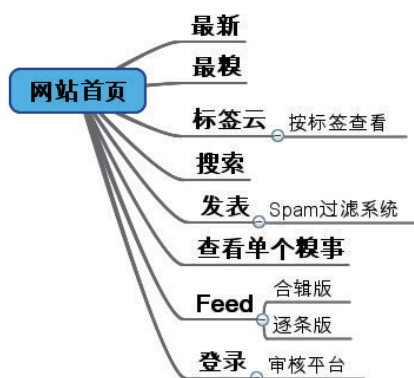 网站首页
最新
最糗
标签云
按标签查看
搜索
发表
Spam过滤系统
查看单个糗事
Feed
合辑版
逐条版
登录
审核平台